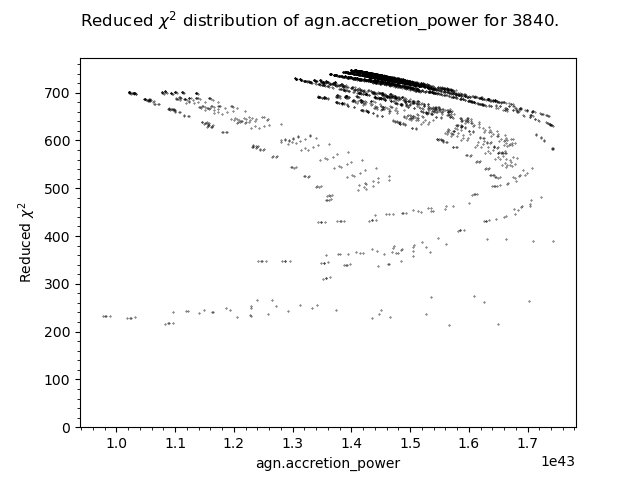 Reduced χ² distribution of agn.accretion_power for 3840.
700
600
500
400
300
200
100
0
Reduced χ²
1.0 1.1 1.2 1.3 1.4 1.5 1.6 1.7
1e43
agn.accretion_power